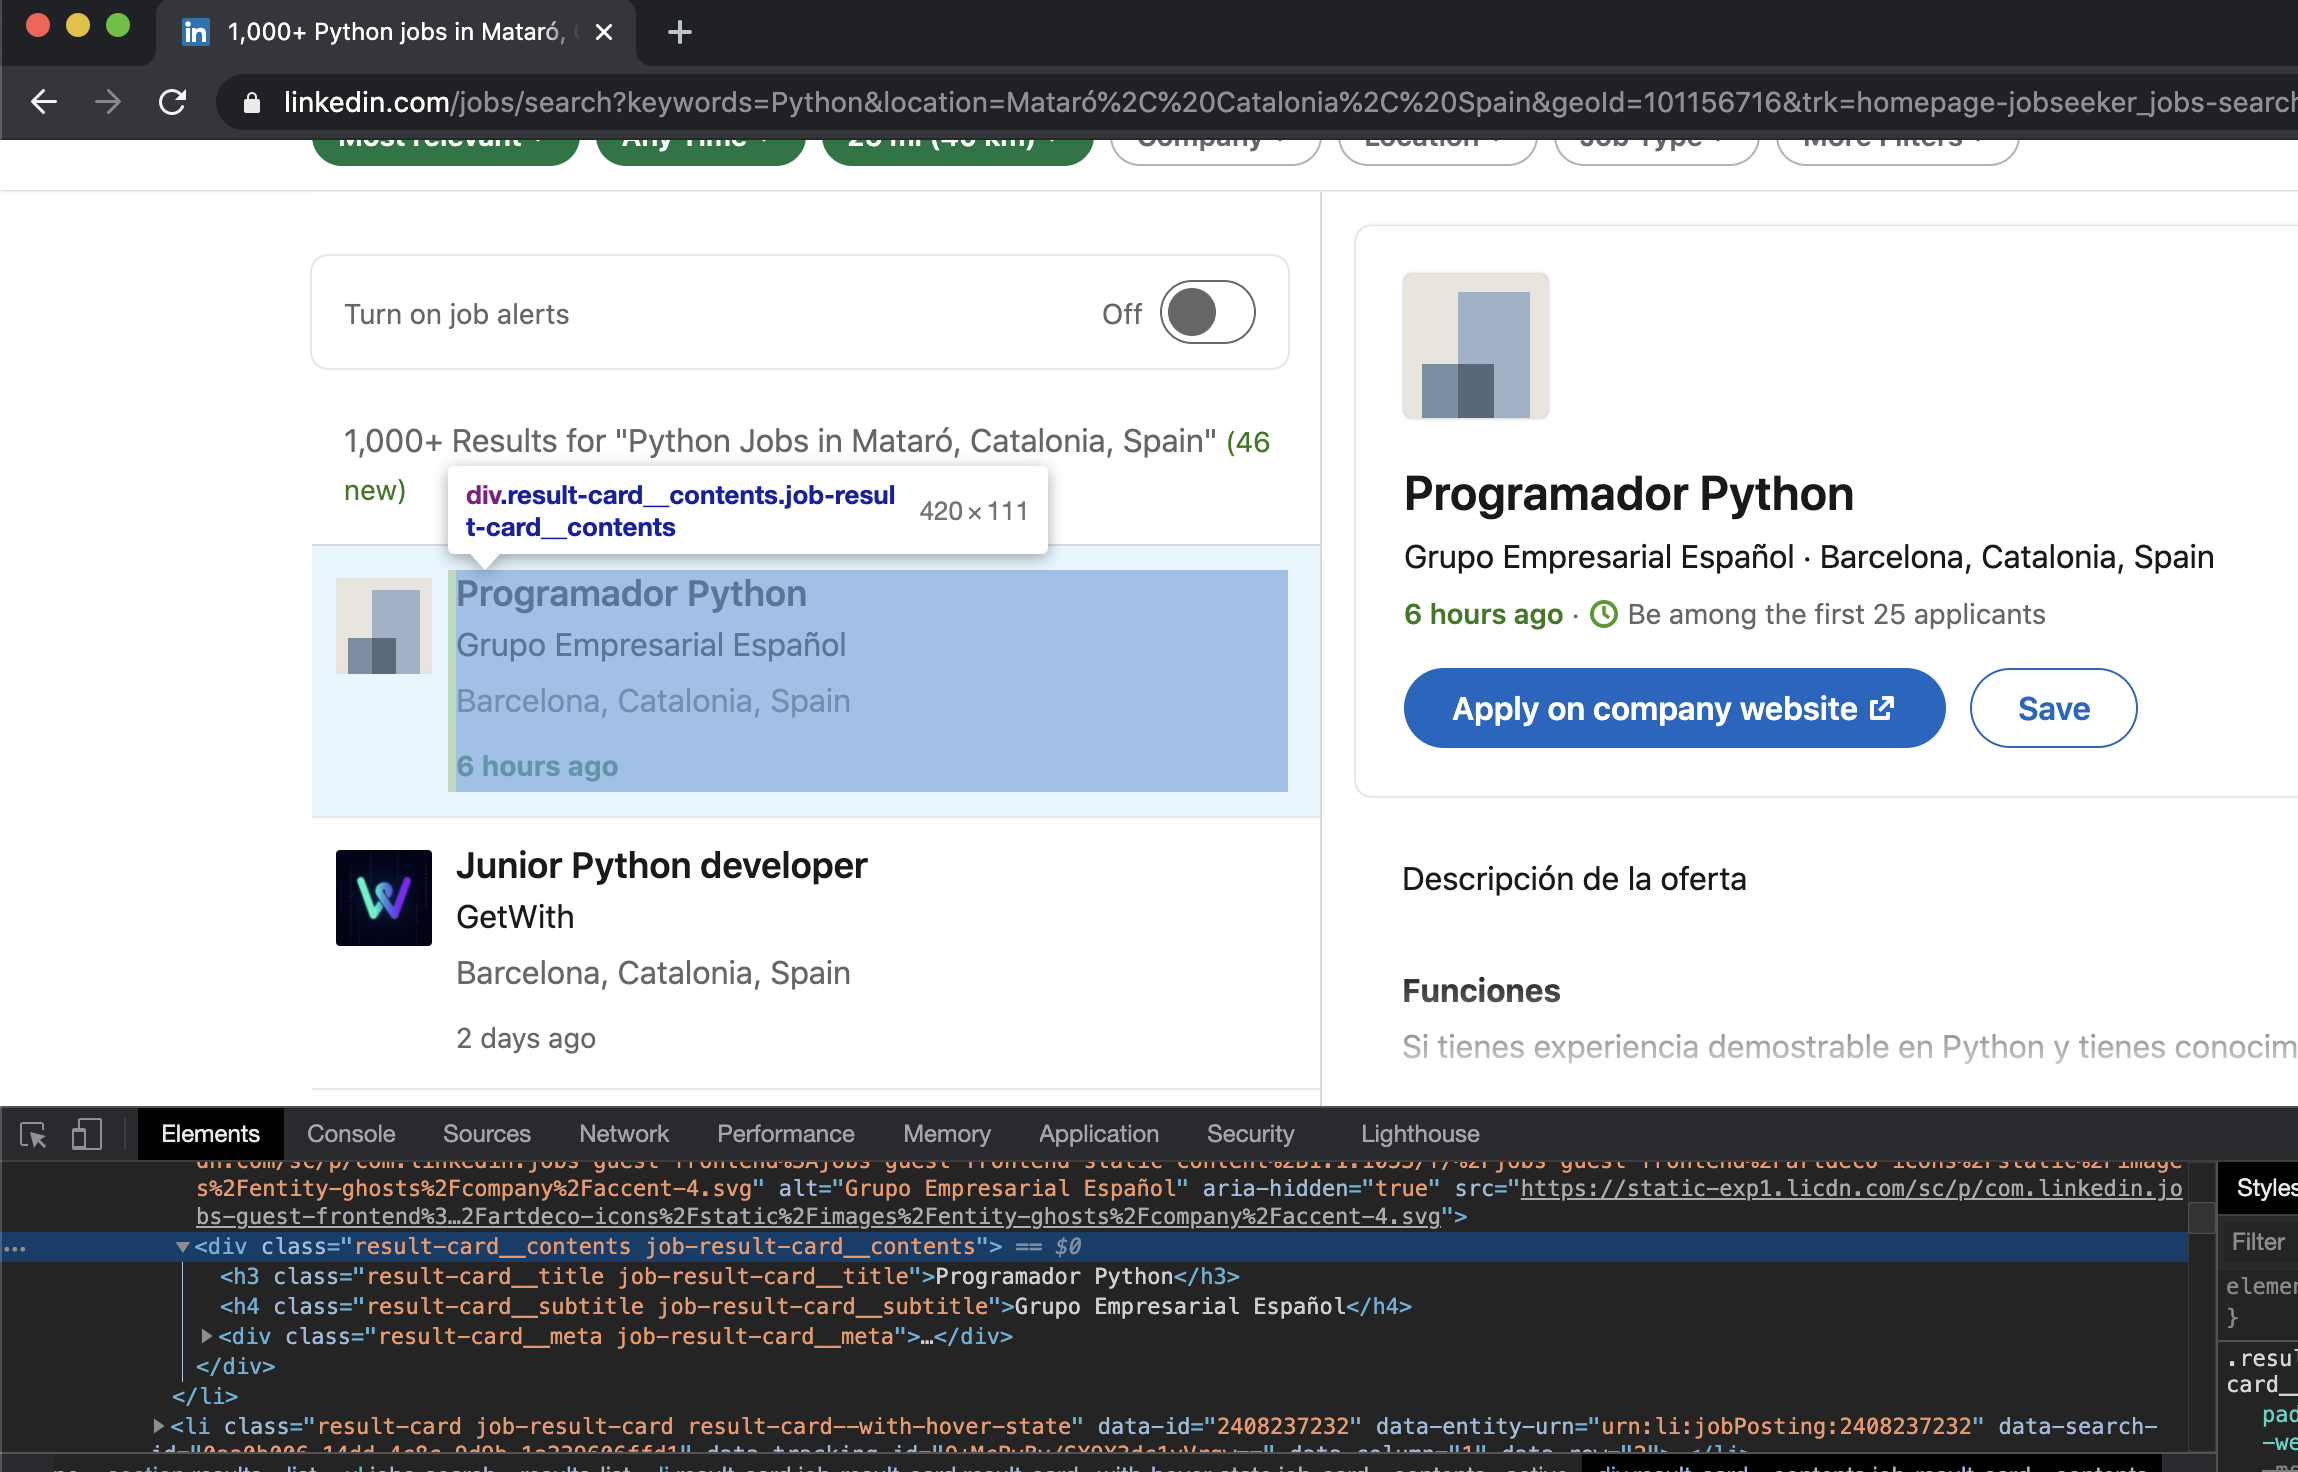 1,000+ Python jobs in Mataró,
linkedin.com/jobs/search?keywords=Python&location=Mataró%2C%20Catalonia%2C%20Spain&geoId=101156716&trk=homepage-jobseeker_jobs-search
Most relevant Any Time 25 mi (40 km) Company Location Job Type More Filters
Turn on job alerts Off
1,000+ Results for "Python Jobs in Mataró, Catalonia, Spain" (46
new)
div.result-card__contents.job-resul
t-card__contents
420 × 111
Programador Python
Grupo Empresarial Español
Barcelona, Catalonia, Spain
6 hours ago
Junior Python developer
GetWith
Barcelona, Catalonia, Spain
2 days ago
Programador Python
Grupo Empresarial Español · Barcelona, Catalonia, Spain
6 hours ago · Be among the first 25 applicants
Apply on company website Save
Descripción de la oferta
Funciones
Si tienes experiencia demostrable en Python y tienes conocim
Elements Console Sources Network Performance Memory Application Security Lighthouse
s%2Fentity-ghosts%2Fcompany%2Faccent-4.svg" alt="Grupo Empresarial Español" aria-hidden="true" src="https://static-exp1.licdn.com/sc/p/com.linkedin.jo
bs-guest-frontend%3…2Fartdeco-icons%2Fstatic%2Fimages%2Fentity-ghosts%2Fcompany%2Faccent-4.svg">
<div class="result-card__contents job-result-card__contents"> == $0
<h3 class="result-card__title job-result-card__title">Programador Python</h3>
<h4 class="result-card__subtitle job-result-card__subtitle">Grupo Empresarial Español</h4>
<div class="result-card__meta job-result-card__meta">…</div>
</div>
</li>
<li class="result-card job-result-card result-card--with-hover-state" data-id="2408237232" data-entity-urn="urn:li:jobPosting:2408237232" data-search-
Styles
Filter
elemen
}
.resul
card__
pad
-we